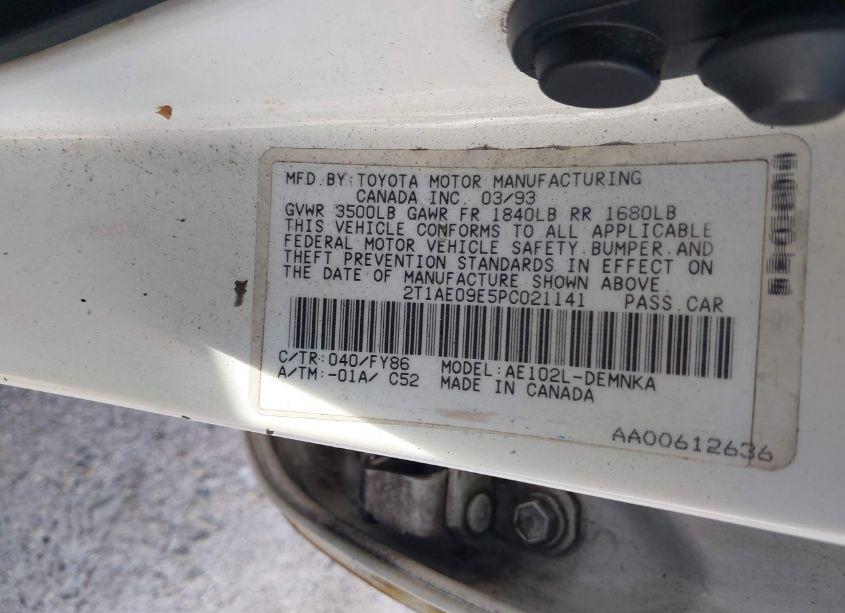 MFD.BY:TOYOTA MOTOR MANUFACTURING
CANADA INC. 03/93
GVWR 3500LB GAWR FR 1840LB RR 1680LB
THIS VEHICLE CONFORMS TO ALL APPLICABLE
FEDERAL MOTOR VEHICLE SAFETY.BUMPER.AND
THEFT PREVENTION STANDARDS IN EFFECT ON
THE DATE OF MANUFACTURE SHOWN ABOVE.
2T1AE09E5PC021141 PASS.CAR
C/TR:040/FY86 MODEL:AE102L-DEMNKA
A/TM:-01A/ C52 MADE IN CANADA
AA00612636